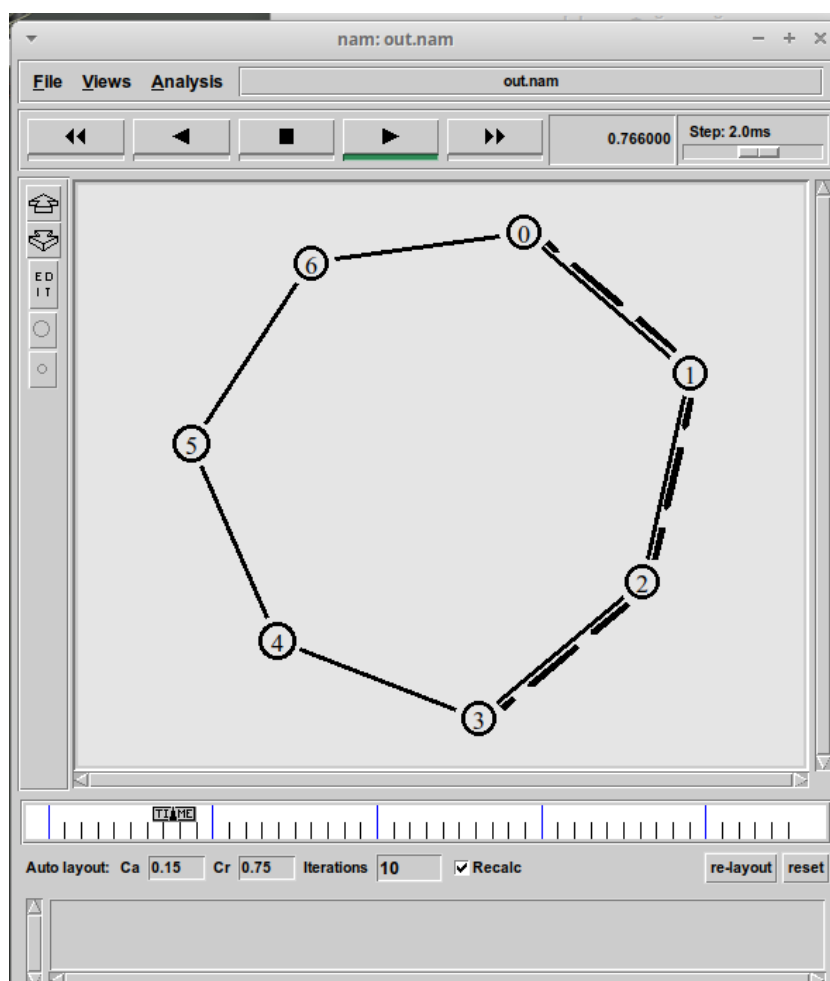 nam: out.nam
File Views Analysis out.nam
0.766000 Step: 2.0ms
E D
I T
0
6
1
5
2
4
3
TIME
Auto layout: Ca 0.15 Cr 0.75 Iterations 10 Recalc re-layout reset